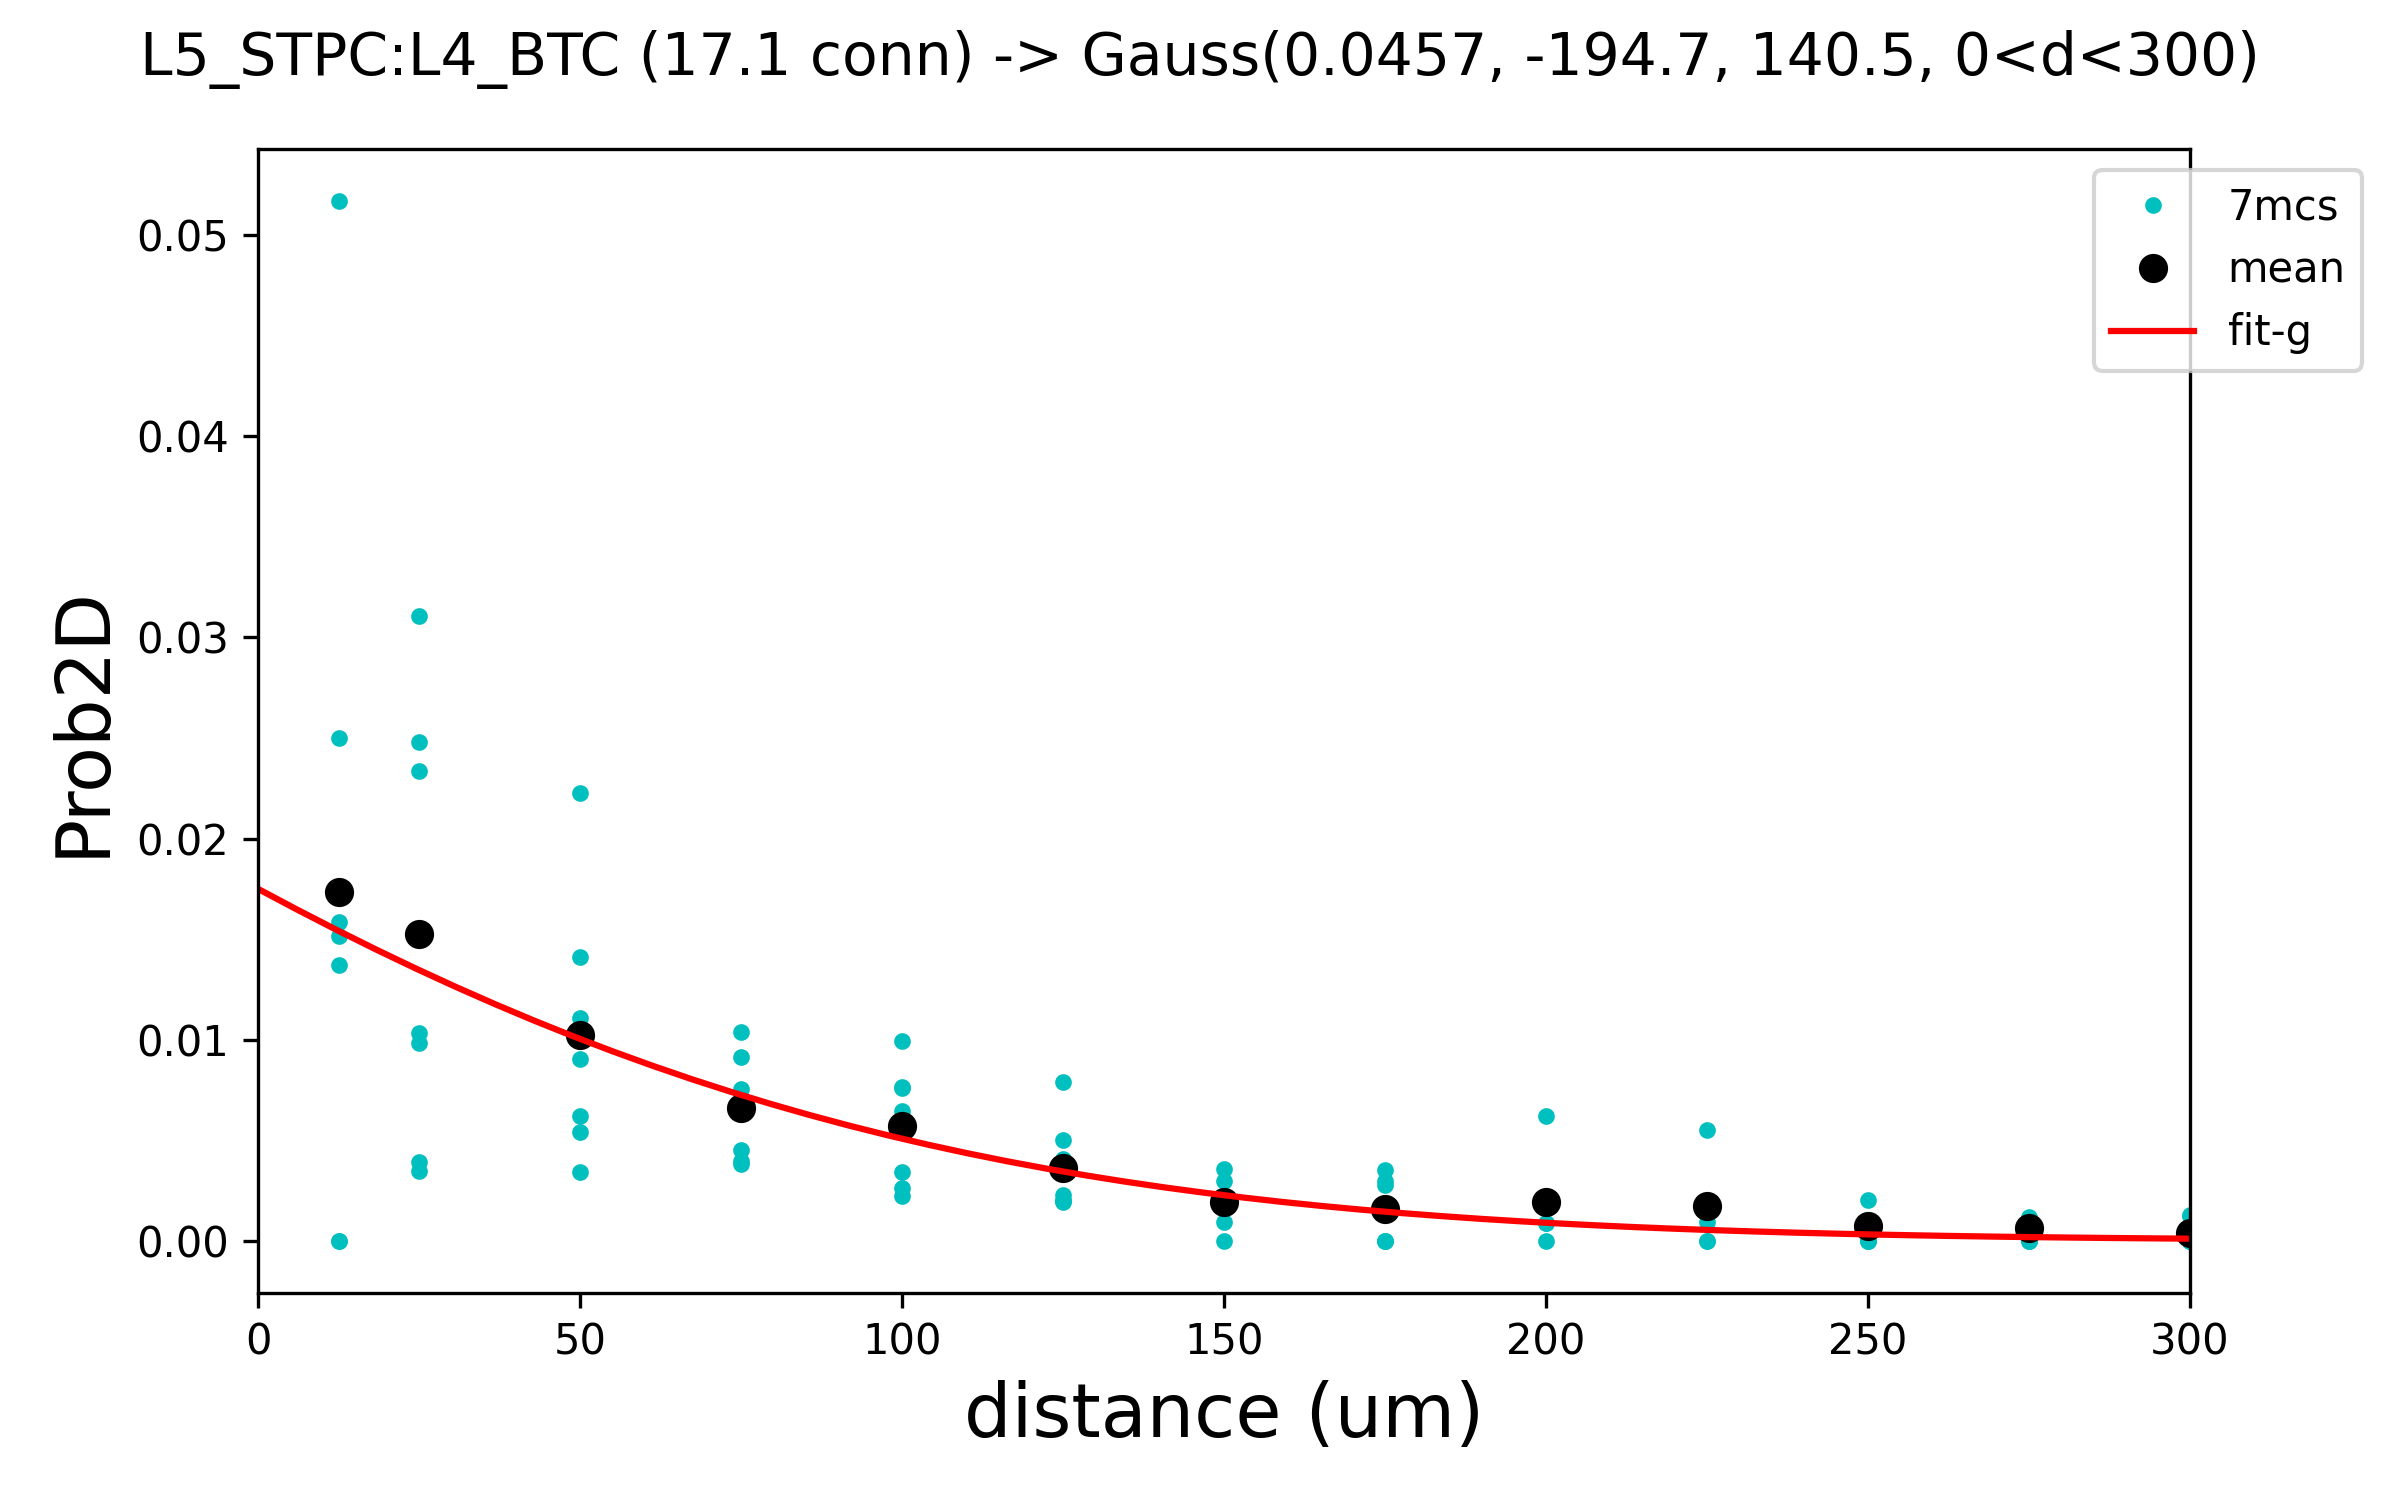 L5_STPC:L4_BTC (17.1 conn) -> Gauss(0.0457, -194.7, 140.5, 0<d<300)
7mcs
mean
fit-g
0.05
0.04
0.03
0.02
0.01
0.00
Prob2D
0
50
100
150
200
250
300
distance (um)